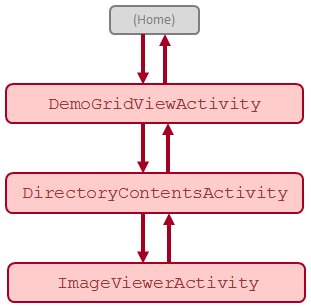 (Home)
DemoGridViewActivity
DirectoryContentsActivity
ImageViewerActivity